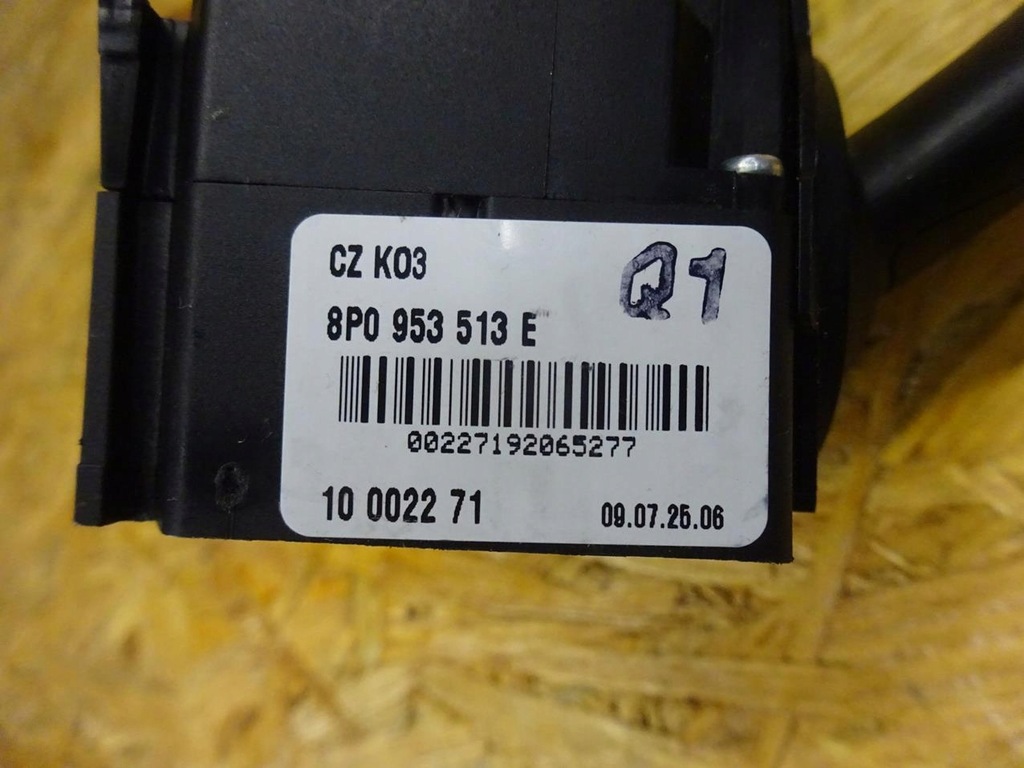 CZ K03
Q1
8P0 953 513 E
00227192065277
10 0022 71
09.07.25.06